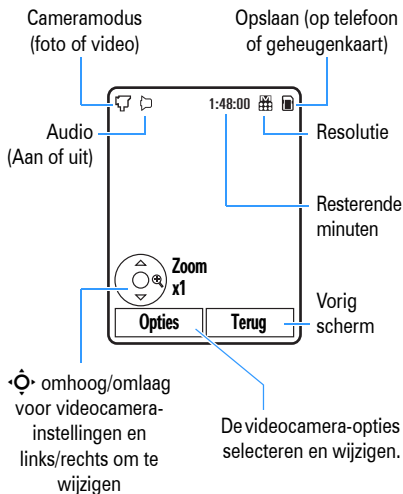 Cameramodus
(foto of video)
Opslaan (op telefoon
of geheugenkaart)
1:48:00
Audio
(Aan of uit)
Resolutie
Resterende
minuten
Zoom
x1
Opties
Terug
Vorig
scherm
omhoog/omlaag
voor videocamera-
instellingen en
links/rechts om te
wijzigen
De videocamera-opties
selecteren en wijzigen.